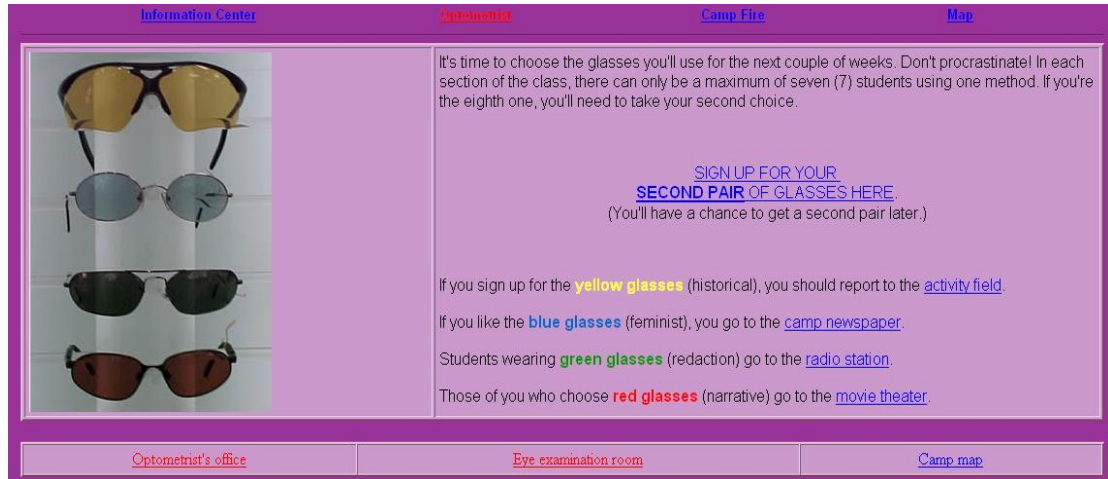 Information Center Optometrist Camp Fire Map
It's time to choose the glasses you'll use for the next couple of weeks. Don't procrastinate! In each
section of the class, there can only be a maximum of seven (7) students using one method. If you're
the eighth one, you'll need to take your second choice.
SIGN UP FOR YOUR
SECOND PAIR OF GLASSES HERE.
(You'll have a chance to get a second pair later.)
If you sign up for the yellow glasses (historical), you should report to the activity field.
If you like the blue glasses (feminist), you go to the camp newspaper.
Students wearing green glasses (redaction) go to the radio station.
Those of you who choose red glasses (narrative) go to the movie theater.
Optometrist's office Eye examination room Camp map